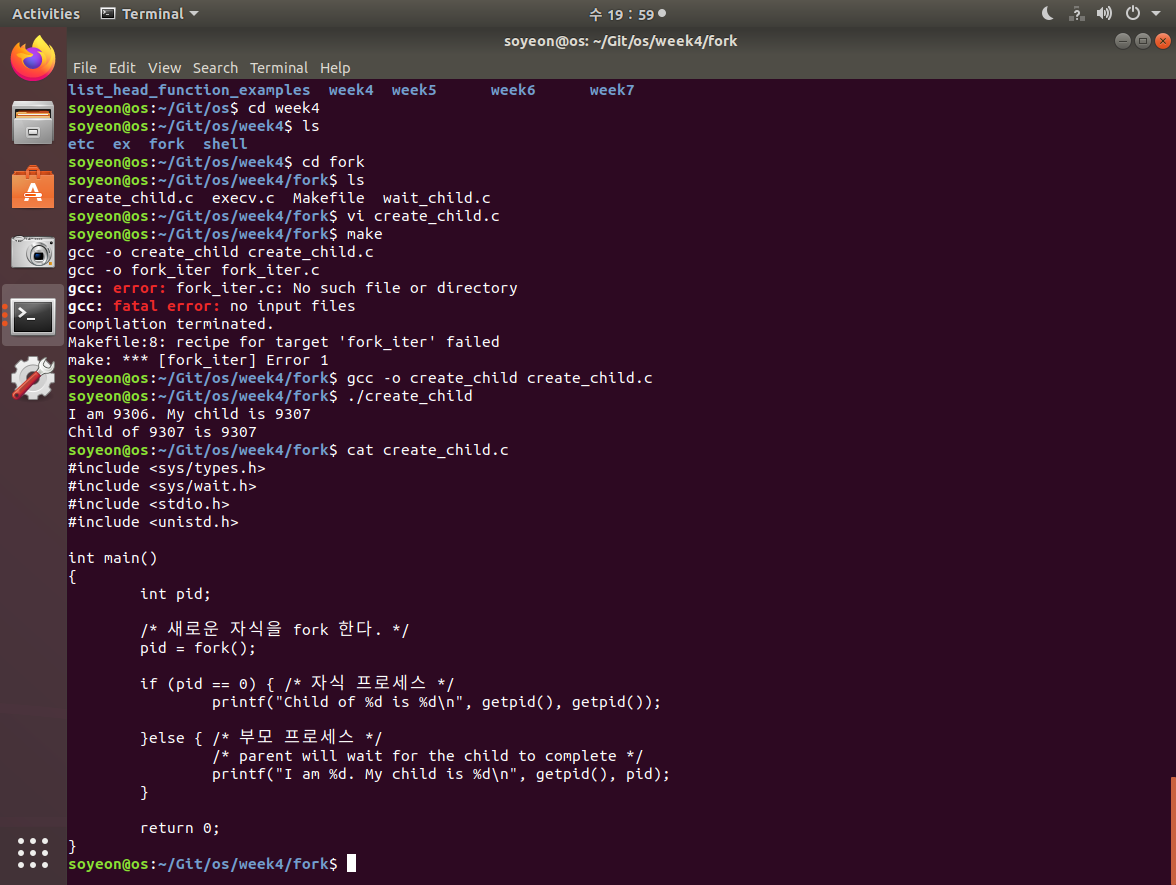 Activities Terminal 수 19 : 59
soyeon@os: ~/Git/os/week4/fork
File Edit View Search Terminal Help
list_head_function_examples week4 week5 week6 week7
soyeon@os:~/Git/os$ cd week4
soyeon@os:~/Git/os/week4$ ls
etc ex fork shell
soyeon@os:~/Git/os/week4$ cd fork
soyeon@os:~/Git/os/week4/fork$ ls
create_child.c execv.c Makefile wait_child.c
soyeon@os:~/Git/os/week4/fork$ vi create_child.c
soyeon@os:~/Git/os/week4/fork$ make
gcc -o create_child create_child.c
gcc -o fork_iter fork_iter.c
gcc: error: fork_iter.c: No such file or directory
gcc: fatal error: no input files
compilation terminated.
Makefile:8: recipe for target 'fork_iter' failed
make: *** [fork_iter] Error 1
soyeon@os:~/Git/os/week4/fork$ gcc -o create_child create_child.c
soyeon@os:~/Git/os/week4/fork$ ./create_child
I am 9306. My child is 9307
Child of 9307 is 9307
soyeon@os:~/Git/os/week4/fork$ cat create_child.c
#include <sys/types.h>
#include <sys/wait.h>
#include <stdio.h>
#include <unistd.h>
int main()
{
int pid;
/* 새로운 자식을 fork 한다. */
pid = fork();
if (pid == 0) { /* 자식 프로세스 */
printf("Child of %d is %d\n", getpid(), getpid());
}else { /* 부모 프로세스 */
/* parent will wait for the child to complete */
printf("I am %d. My child is %d\n", getpid(), pid);
}
return 0;
}
soyeon@os:~/Git/os/week4/fork$